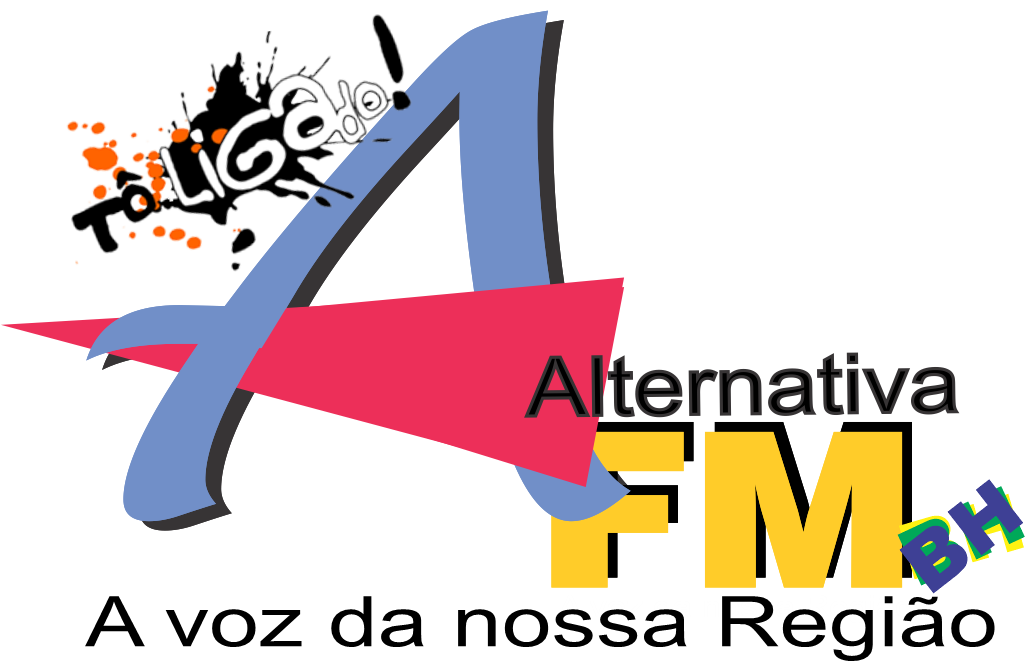 TÔ LIGado!
A
Alternativa
FM
BH
A voz da nossa Região